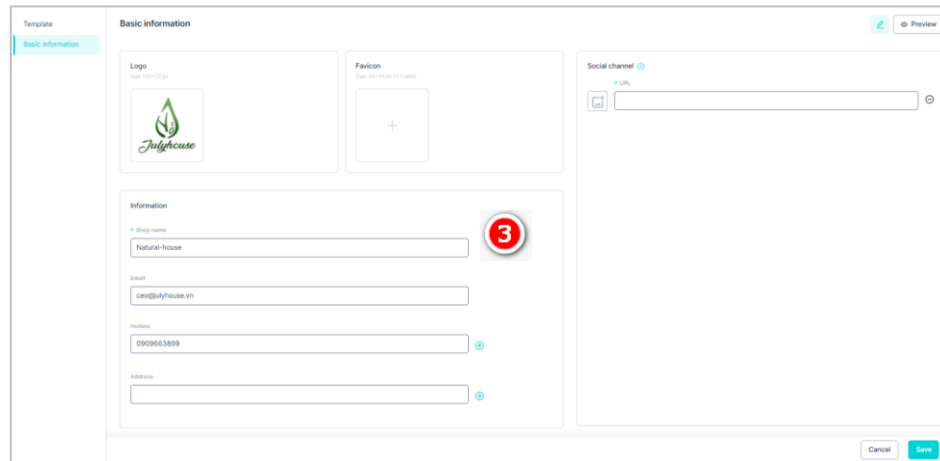 Template
Basic information
Basic information
Preview
Logo
Julyhouse
Favicon
Social channel
* URL
Information
3
* Shop name
Natural-house
Email
ceo@julyhouse.vn
Hotline
0909663899
Address
Cancel
Save